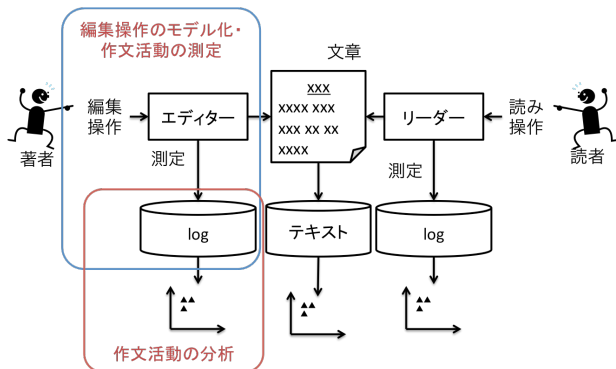 編集操作のモデル化・
作文活動の測定
文章
xxx
xxxx xxx
xxx xx xx
xxxx
編集
操作
エディター
リーダー
読み
操作
著者
測定
測定
読者
log
テキスト
log
作文活動の分析